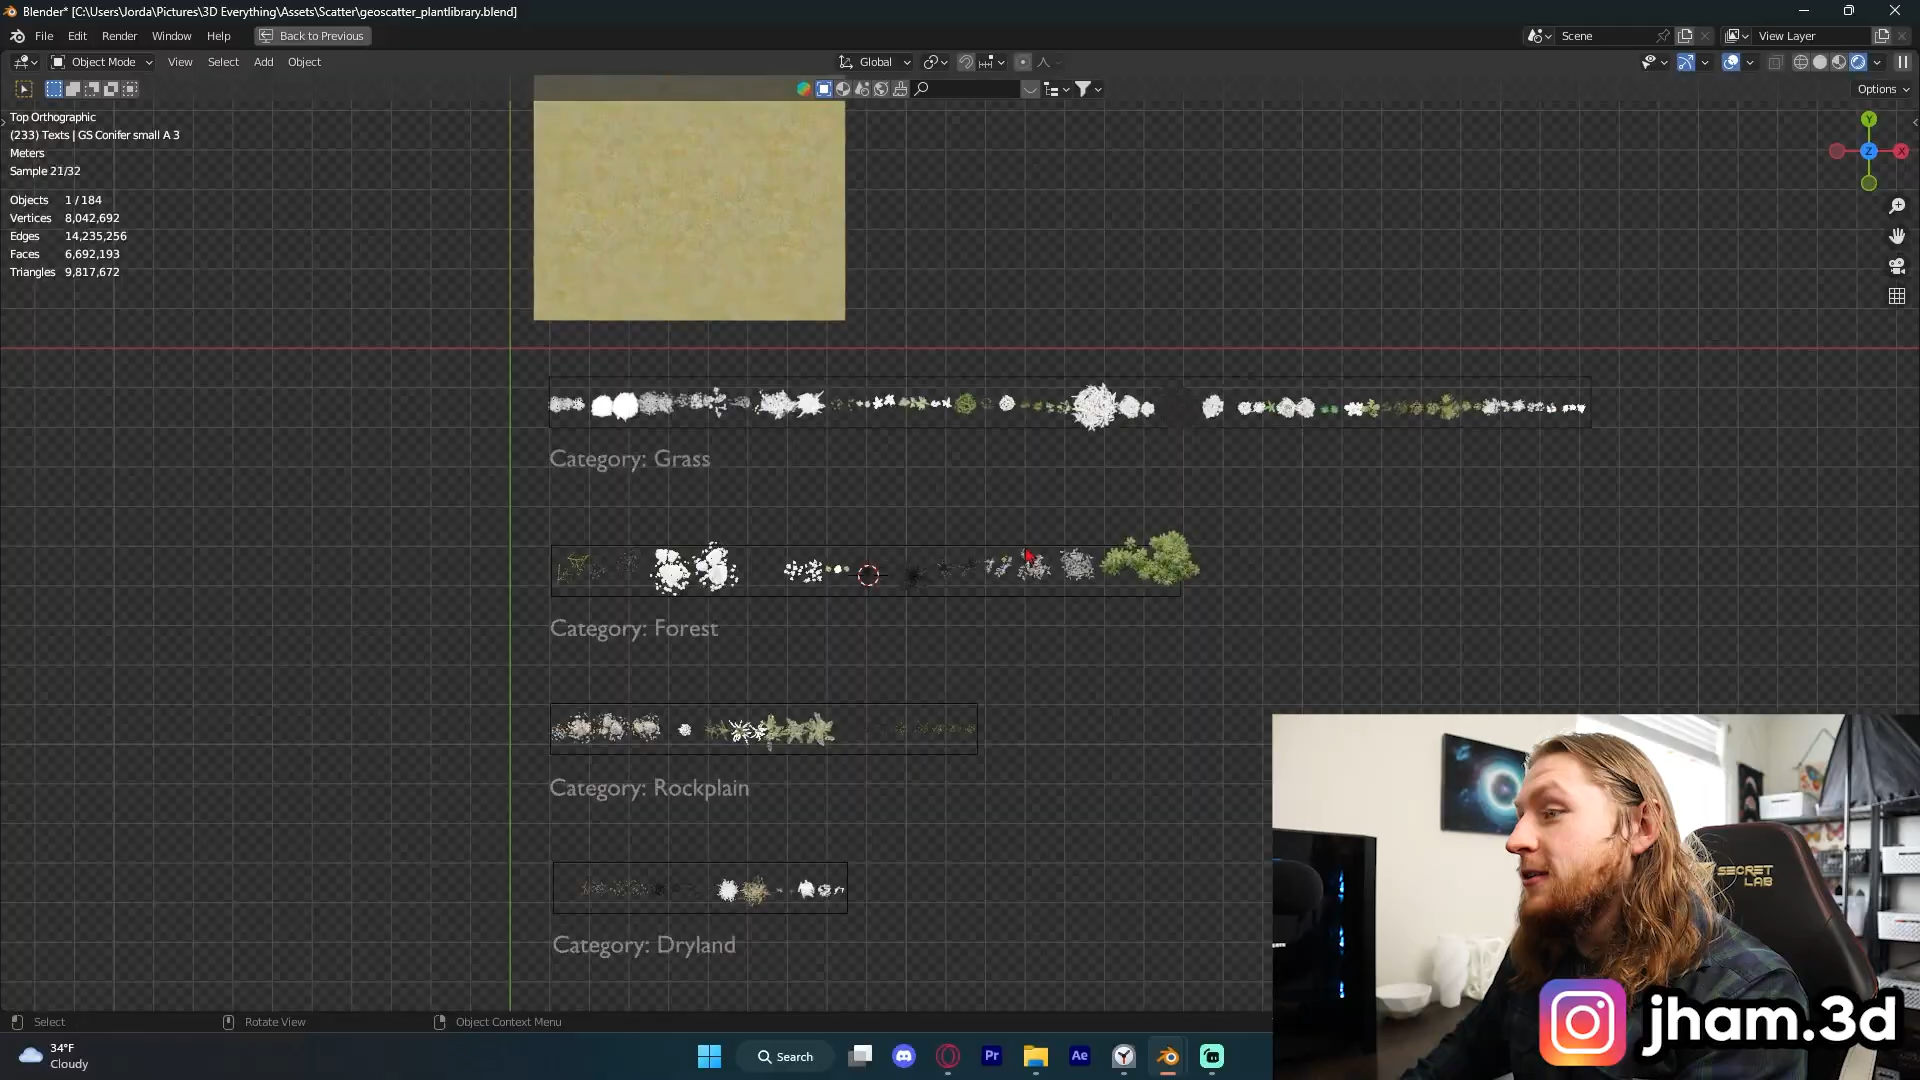 Blender* [C:\Users\Jorda\Pictures\3D Everything\Assets\Scatter\geoscatter_plantlibrary.blend]
File Edit Render Window Help Back to Previous
Scene
View Layer
Object Mode View Select Add Object
Global
Options
Top Orthographic
(233) Texts | GS Conifer small A 3
Meters
Sample 21/32
Objects 1 / 184
Vertices 8,042,692
Edges 14,235,256
Faces 6,692,193
Triangles 9,817,672
Y
Z
X
Category: Grass
Category: Forest
Category: Rockplain
Category: Dryland
SECRET
LAB
jham.3d
Select
Rotate View
Object Context Menu
34°F
Cloudy
Search
Pr
Ae